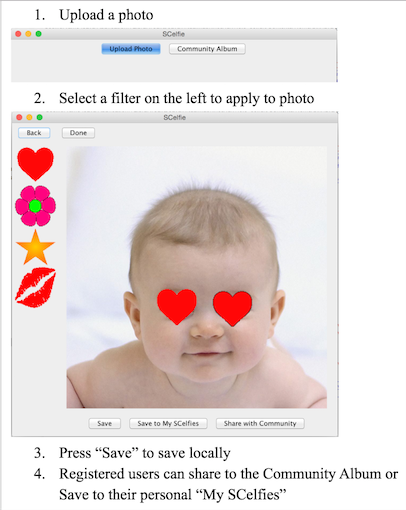 1. Upload a photo
SCelfie
Upload Photo Community Album
2. Select a filter on the left to apply to photo
SCelfie
Back Done
Save Save to My SCelfies Share with Community
3. Press “Save” to save locally
4. Registered users can share to the Community Album or
Save to their personal “My SCelfies”